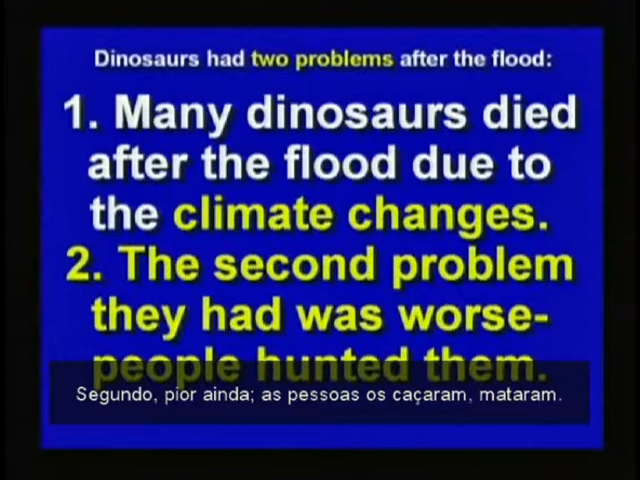 Dinosaurs had two problems after the flood:
1. Many dinosaurs died
after the flood due to
the climate changes.
2. The second problem
they had was worse-
people hunted them.
Segundo, pior ainda; as pessoas os caçaram, mataram.